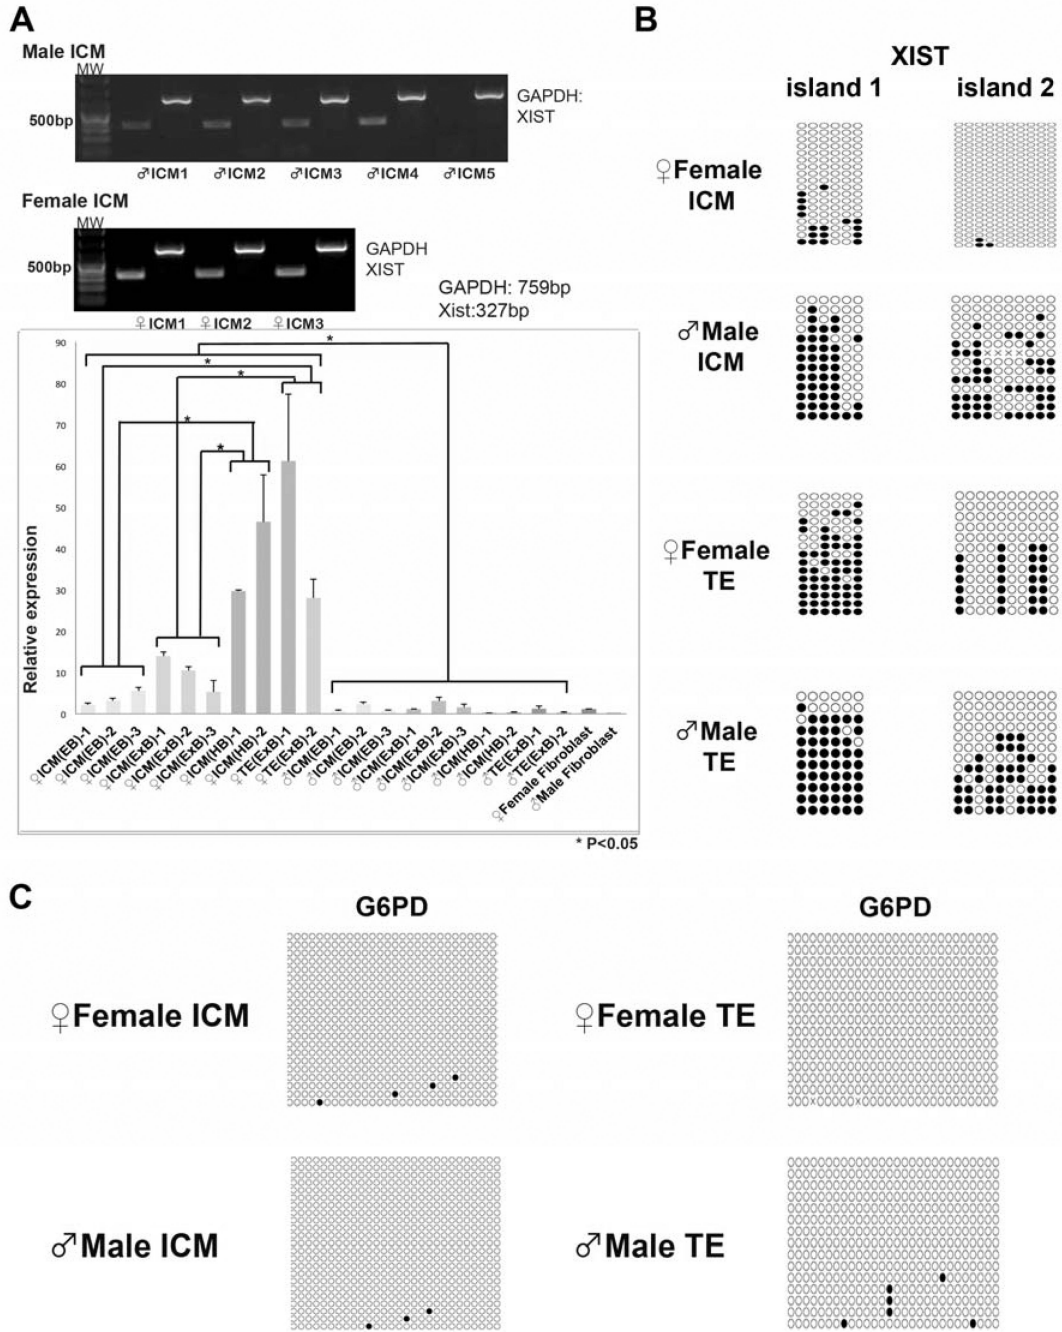 A
Male ICM
MW
500bp
GAPDH:
XIST
♂ICM1 ♂ICM2 ♂ICM3 ♂ICM4 ♂ICM5
Female ICM
MW
500bp
GAPDH
XIST
GAPDH: 759bp
Xist:327bp
♀ICM1 ♀ICM2 ♀ICM3
Relative expression
90
80
70
60
50
40
30
20
10
0
*
*
*
*
*
♀ICM(EB)-1
♀ICM(EB)-2
♀ICM(EB)-3
♀ICM(ExB)-1
♀ICM(ExB)-2
♀ICM(ExB)-3
♀ICM(HB)-1
♀ICM(HB)-2
♀TE(ExB)-1
♀TE(ExB)-2
♂ICM(EB)-1
♂ICM(EB)-2
♂ICM(EB)-3
♂ICM(ExB)-1
♂ICM(ExB)-2
♂ICM(ExB)-3
♂ICM(HB)-1
♂ICM(HB)-2
♂TE(ExB)-1
♂TE(ExB)-2
♀Female Fibroblast
♂Male Fibroblast
* P<0.05
B
XIST
island 1 island 2
♀Female
ICM
♂Male
ICM
♀Female
TE
♂Male
TE
C
G6PD G6PD
♀Female ICM ♀Female TE
♂Male ICM ♂Male TE